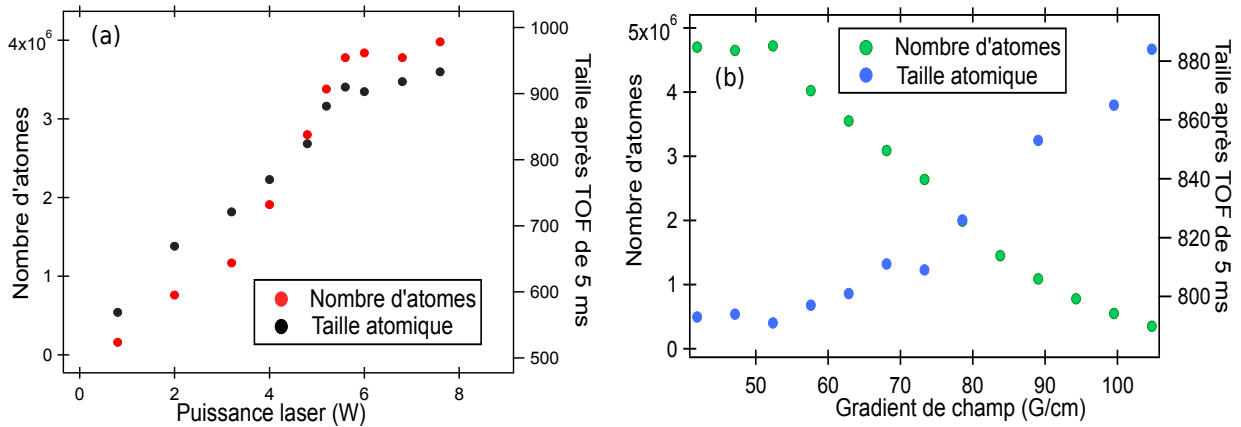 (a)
4x10⁶
3
2
1
0
Nombre d'atomes
1000
900
800
700
600
500
Taille après TOF de 5 ms
Nombre d'atomes
Taille atomique
0 2 4 6 8
Puissance laser (W)
(b)
5x10⁶
4
3
2
1
0
Nombre d'atomes
880
860
840
820
800
Taille après TOF de 5 ms
Nombre d'atomes
Taille atomique
50 60 70 80 90 100
Gradient de champ (G/cm)